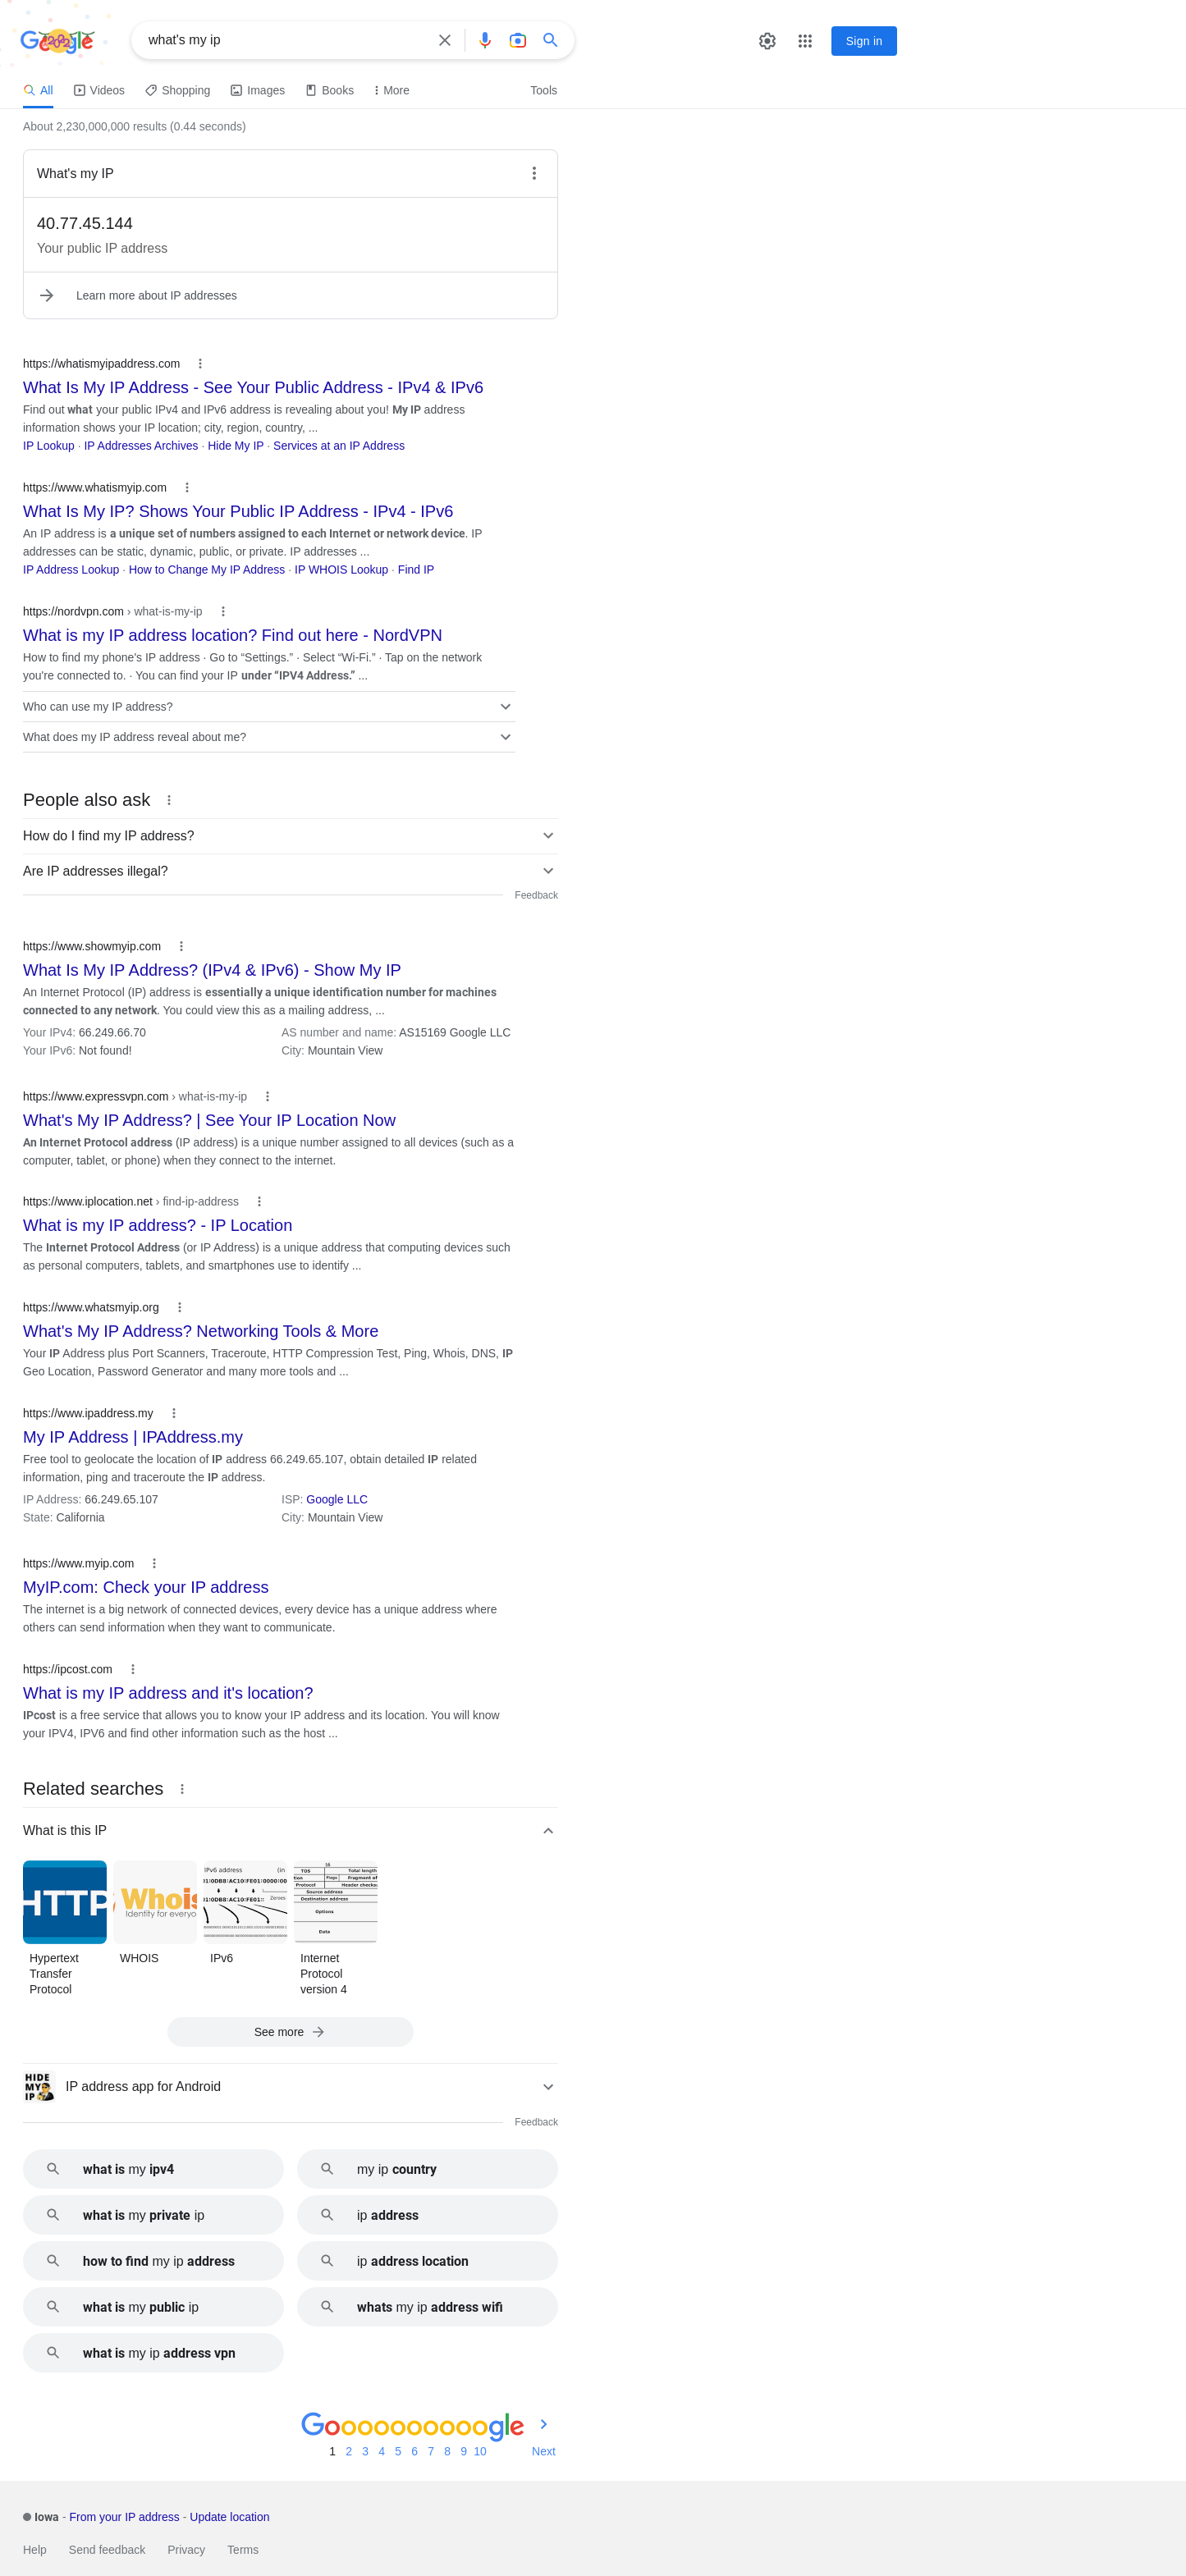 Google 2022
what's my ip
Sign in
All
Videos
Shopping
Images
Books
More
Tools
About 2,230,000,000 results (0.44 seconds)
What's my IP
40.77.45.144
Your public IP address
Learn more about IP addresses
https://whatismyipaddress.com
What Is My IP Address - See Your Public Address - IPv4 & IPv6
Find out what your public IPv4 and IPv6 address is revealing about you! My IP address
information shows your IP location; city, region, country, ...
IP Lookup · IP Addresses Archives · Hide My IP · Services at an IP Address
https://www.whatismyip.com
What Is My IP? Shows Your Public IP Address - IPv4 - IPv6
An IP address is a unique set of numbers assigned to each Internet or network device. IP
addresses can be static, dynamic, public, or private. IP addresses ...
IP Address Lookup · How to Change My IP Address · IP WHOIS Lookup · Find IP
https://nordvpn.com › what-is-my-ip
What is my IP address location? Find out here - NordVPN
How to find my phone's IP address · Go to “Settings.” · Select “Wi-Fi.” · Tap on the network
you're connected to. · You can find your IP under “IPV4 Address.” ...
Who can use my IP address?
What does my IP address reveal about me?
People also ask
How do I find my IP address?
Are IP addresses illegal?
Feedback
https://www.showmyip.com
What Is My IP Address? (IPv4 & IPv6) - Show My IP
An Internet Protocol (IP) address is essentially a unique identification number for machines
connected to any network. You could view this as a mailing address, ...
Your IPv4: 66.249.66.70
AS number and name: AS15169 Google LLC
Your IPv6: Not found!
City: Mountain View
https://www.expressvpn.com › what-is-my-ip
What's My IP Address? | See Your IP Location Now
An Internet Protocol address (IP address) is a unique number assigned to all devices (such as a
computer, tablet, or phone) when they connect to the internet.
https://www.iplocation.net › find-ip-address
What is my IP address? - IP Location
The Internet Protocol Address (or IP Address) is a unique address that computing devices such
as personal computers, tablets, and smartphones use to identify ...
https://www.whatsmyip.org
What's My IP Address? Networking Tools & More
Your IP Address plus Port Scanners, Traceroute, HTTP Compression Test, Ping, Whois, DNS, IP
Geo Location, Password Generator and many more tools and ...
https://www.ipaddress.my
My IP Address | IPAddress.my
Free tool to geolocate the location of IP address 66.249.65.107, obtain detailed IP related
information, ping and traceroute the IP address.
IP Address: 66.249.65.107
ISP: Google LLC
State: California
City: Mountain View
https://www.myip.com
MyIP.com: Check your IP address
The internet is a big network of connected devices, every device has a unique address where
others can send information when they want to communicate.
https://ipcost.com
What is my IP address and it's location?
IPcost is a free service that allows you to know your IP address and its location. You will know
your IPV4, IPV6 and find other information such as the host ...
Related searches
What is this IP
HTTP
Whois
Identity for everyo
IPv6 address (in
Zeroes
16
TOS
Total length
Flags
Fragment of
Protocol
Header checksu
Source address
Destination address
Options
Data
Hypertext
Transfer
Protocol
WHOIS
IPv6
Internet
Protocol
version 4
See more
HIDE
MY
IP
IP address app for Android
Feedback
what is my ipv4
my ip country
what is my private ip
ip address
how to find my ip address
ip address location
what is my public ip
whats my ip address wifi
what is my ip address vpn
Goooooooooogle
1 2 3 4 5 6 7 8 9 10 Next
Iowa - From your IP address - Update location
Help
Send feedback
Privacy
Terms